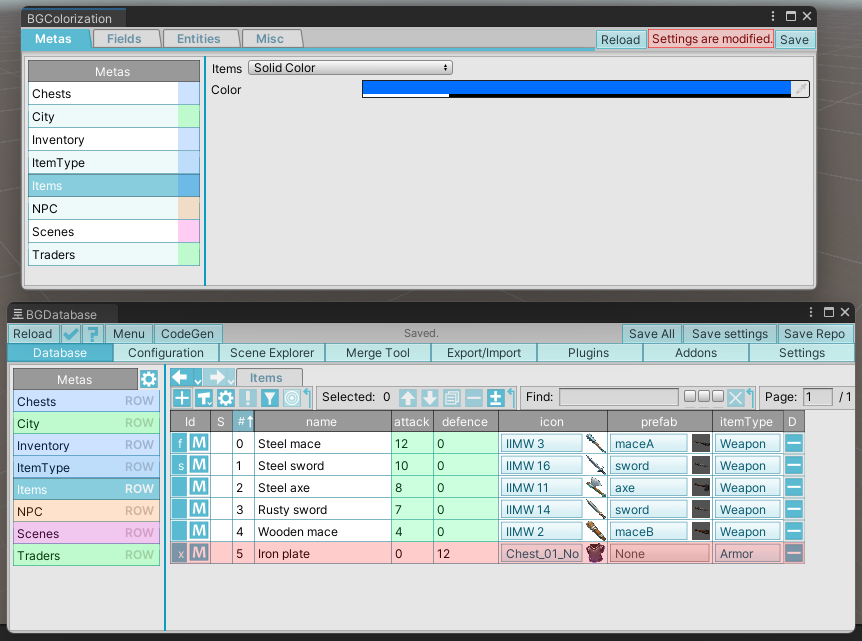 BGColorization
Metas Fields Entities Misc Reload Settings are modified. Save
Metas
Chests
City
Inventory
ItemType
Items
NPC
Scenes
Traders
Items Solid Color
Color
BGDatabase
Reload ? Menu CodeGen Saved. Save All Save settings Save Repo
Database Configuration Scene Explorer Merge Tool Export/Import Plugins Addons Settings
Metas
Chests ROW
City ROW
Inventory ROW
ItemType ROW
Items ROW
NPC ROW
Scenes ROW
Traders ROW
Items
Selected: 0 Find: Page: 1 / 1
Id S # name attack defence icon prefab itemType D
f M 0 Steel mace 12 0 IIMW 3 maceA Weapon
s M 1 Steel sword 10 0 IIMW 16 sword Weapon
M 2 Steel axe 8 0 IIMW 11 axe Weapon
M 3 Rusty sword 7 0 IIMW 14 sword Weapon
M 4 Wooden mace 4 0 IIMW 2 maceB Weapon
x M 5 Iron plate 0 12 Chest_01_No None Armor